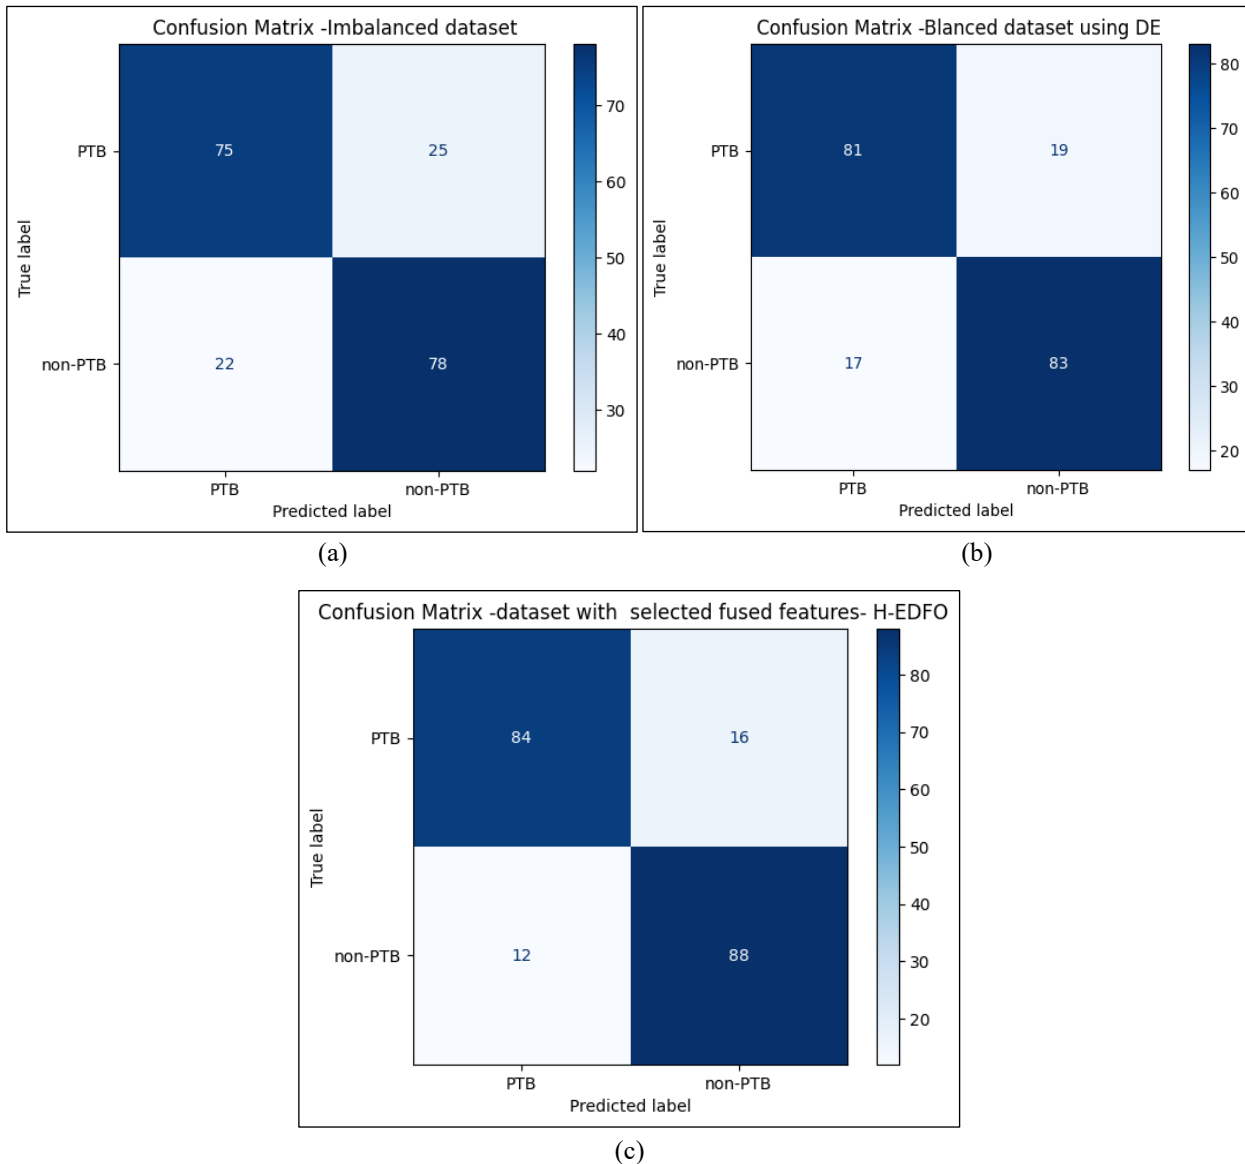 Confusion Matrix -Imbalanced dataset
True label
PTB
non-PTB
75 25
22 78
PTB non-PTB
Predicted label
70
60
50
40
30
(a)
Confusion Matrix -Blanced dataset using DE
True label
PTB
non-PTB
81 19
17 83
PTB non-PTB
Predicted label
80
70
60
50
40
30
20
(b)
Confusion Matrix -dataset with  selected fused features- H-EDFO
True label
PTB
non-PTB
84 16
12 88
PTB non-PTB
Predicted label
80
70
60
50
40
30
20
(c)